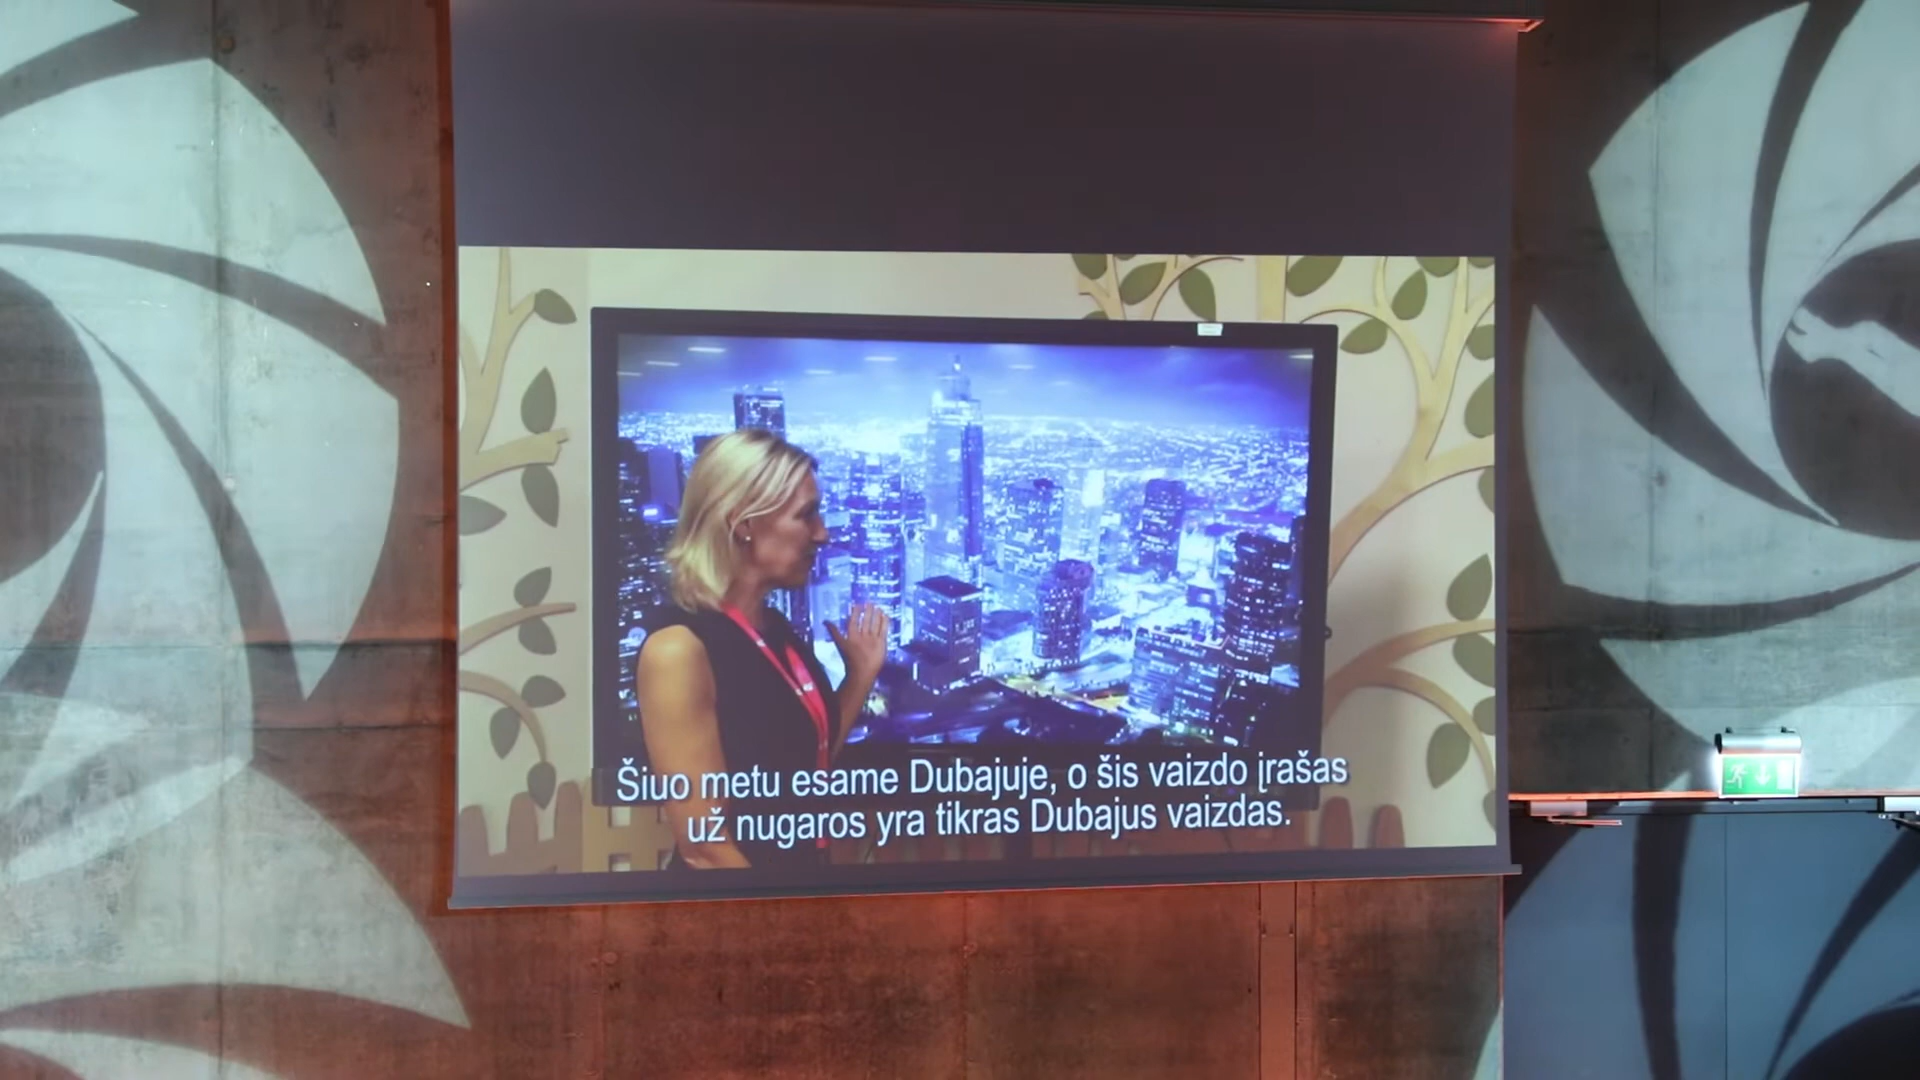 Šiuo metu esame Dubajuje, o šis vaizdo įrašas
už nugaros yra tikras Dubajus vaizdas.